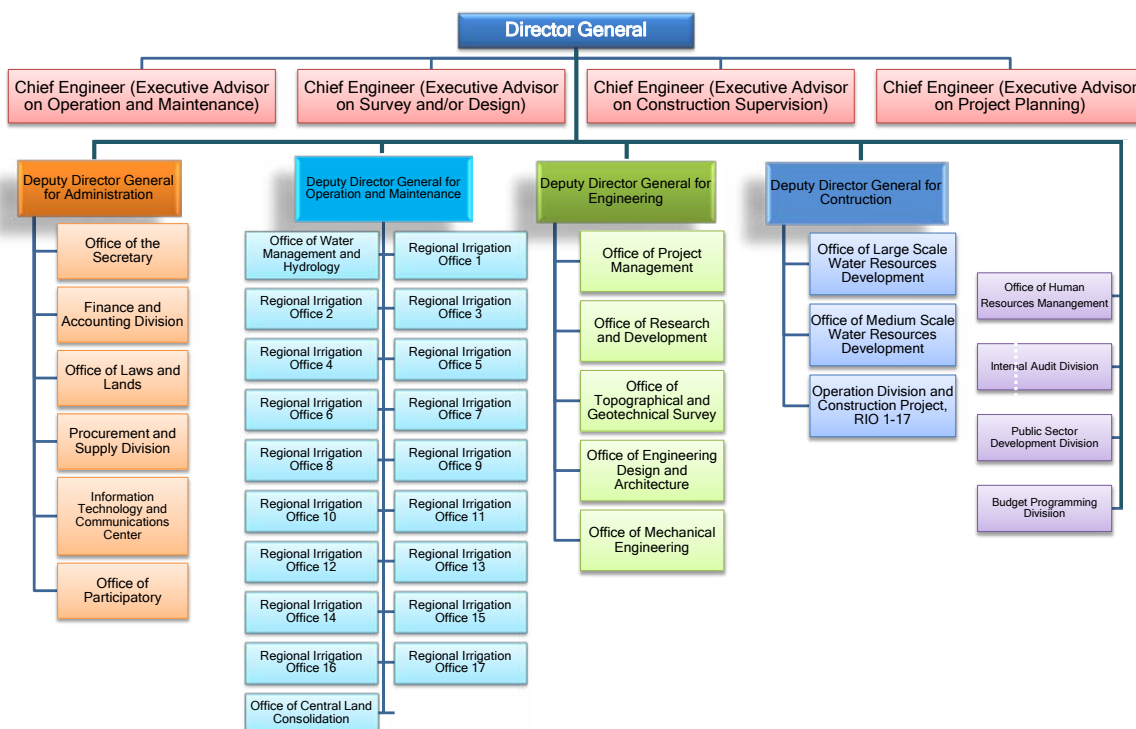 Director General
Chief Engineer (Executive Advisor
on Operation and Maintenance)
Chief Engineer (Executive Advisor
on Survey and/or Design)
Chief Engineer (Executive Advisor
on Construction Supervision)
Chief Engineer (Executive Advisor
on Project Planning)
Deputy Director General
for Administration
Office of the
Secretary
Finance and
Accounting Division
Office of Laws and
Lands
Procurement and
Supply Division
Information
Technology and
Communications
Center
Office of
Participatory
Deputy Director General for
Operation and Maintenance
Office of Water
Management and
Hydrology
Regional Irrigation
Office 1
Regional Irrigation
Office 2
Regional Irrigation
Office 3
Regional Irrigation
Office 4
Regional Irrigation
Office 5
Regional Irrigation
Office 6
Regional Irrigation
Office 7
Regional Irrigation
Office 8
Regional Irrigation
Office 9
Regional Irrigation
Office 10
Regional Irrigation
Office 11
Regional Irrigation
Office 12
Regional Irrigation
Office 13
Regional Irrigation
Office 14
Regional Irrigation
Office 15
Regional Irrigation
Office 16
Regional Irrigation
Office 17
Office of Central Land
Consolidation
Deputy Director General for
Engineering
Office of Project
Management
Office of Research
and Development
Office of
Topographical and
Geotechnical Survey
Office of Engineering
Design and
Architecture
Office of Mechanical
Engineering
Deputy Director General for
Contruction
Office of Large Scale
Water Resources
Development
Office of Medium Scale
Water Resources
Development
Operation Division and
Construction Project,
RIO 1-17
Office of Human
Resources Manangement
Internal Audit Division
Public Sector
Development Division
Budget Programming
Divisiion